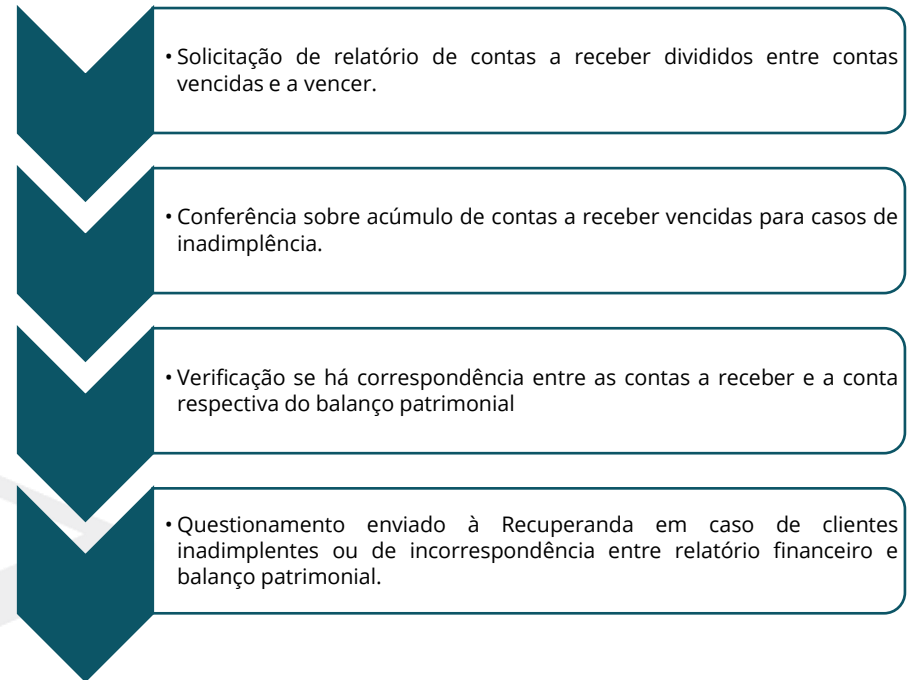 • Solicitação de relatório de contas a receber divididos entre contas
vencidas e a vencer.
• Conferência sobre acúmulo de contas a receber vencidas para casos de
inadimplência.
• Verificação se há correspondência entre as contas a receber e a conta
respectiva do balanço patrimonial
• Questionamento enviado à Recuperanda em caso de clientes
inadimplentes ou de incorrespondência entre relatório financeiro e
balanço patrimonial.